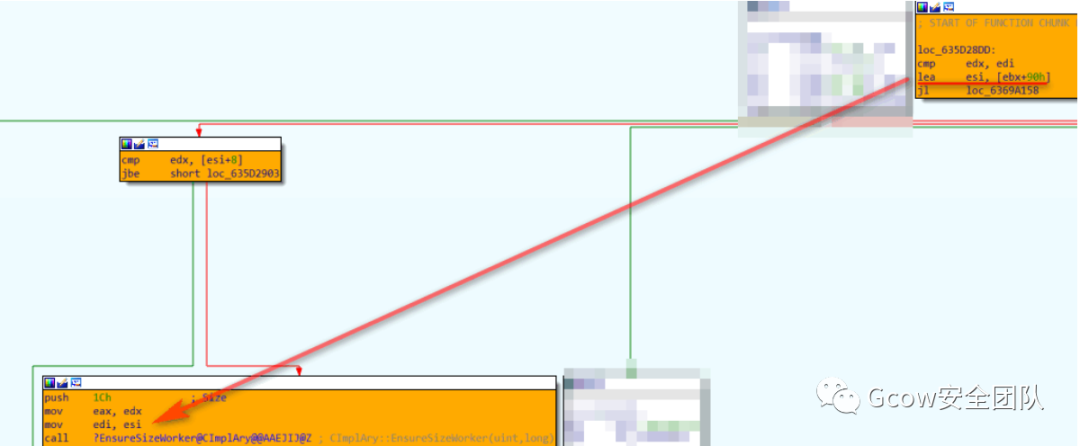 ; START OF FUNCTION CHUNK
loc_635D28DD:
cmp edx, edi
lea esi, [ebx+90h]
jl loc_6369A158
cmp edx, [esi+8]
jbe short loc_635D2903
push 1Ch ; Size
mov eax, edx
mov edi, esi
call ?EnsureSizeWorker@CImplAry@@AAEJIJ@Z ; CImplAry::EnsureSizeWorker(uint,long)
Gcow安全团队